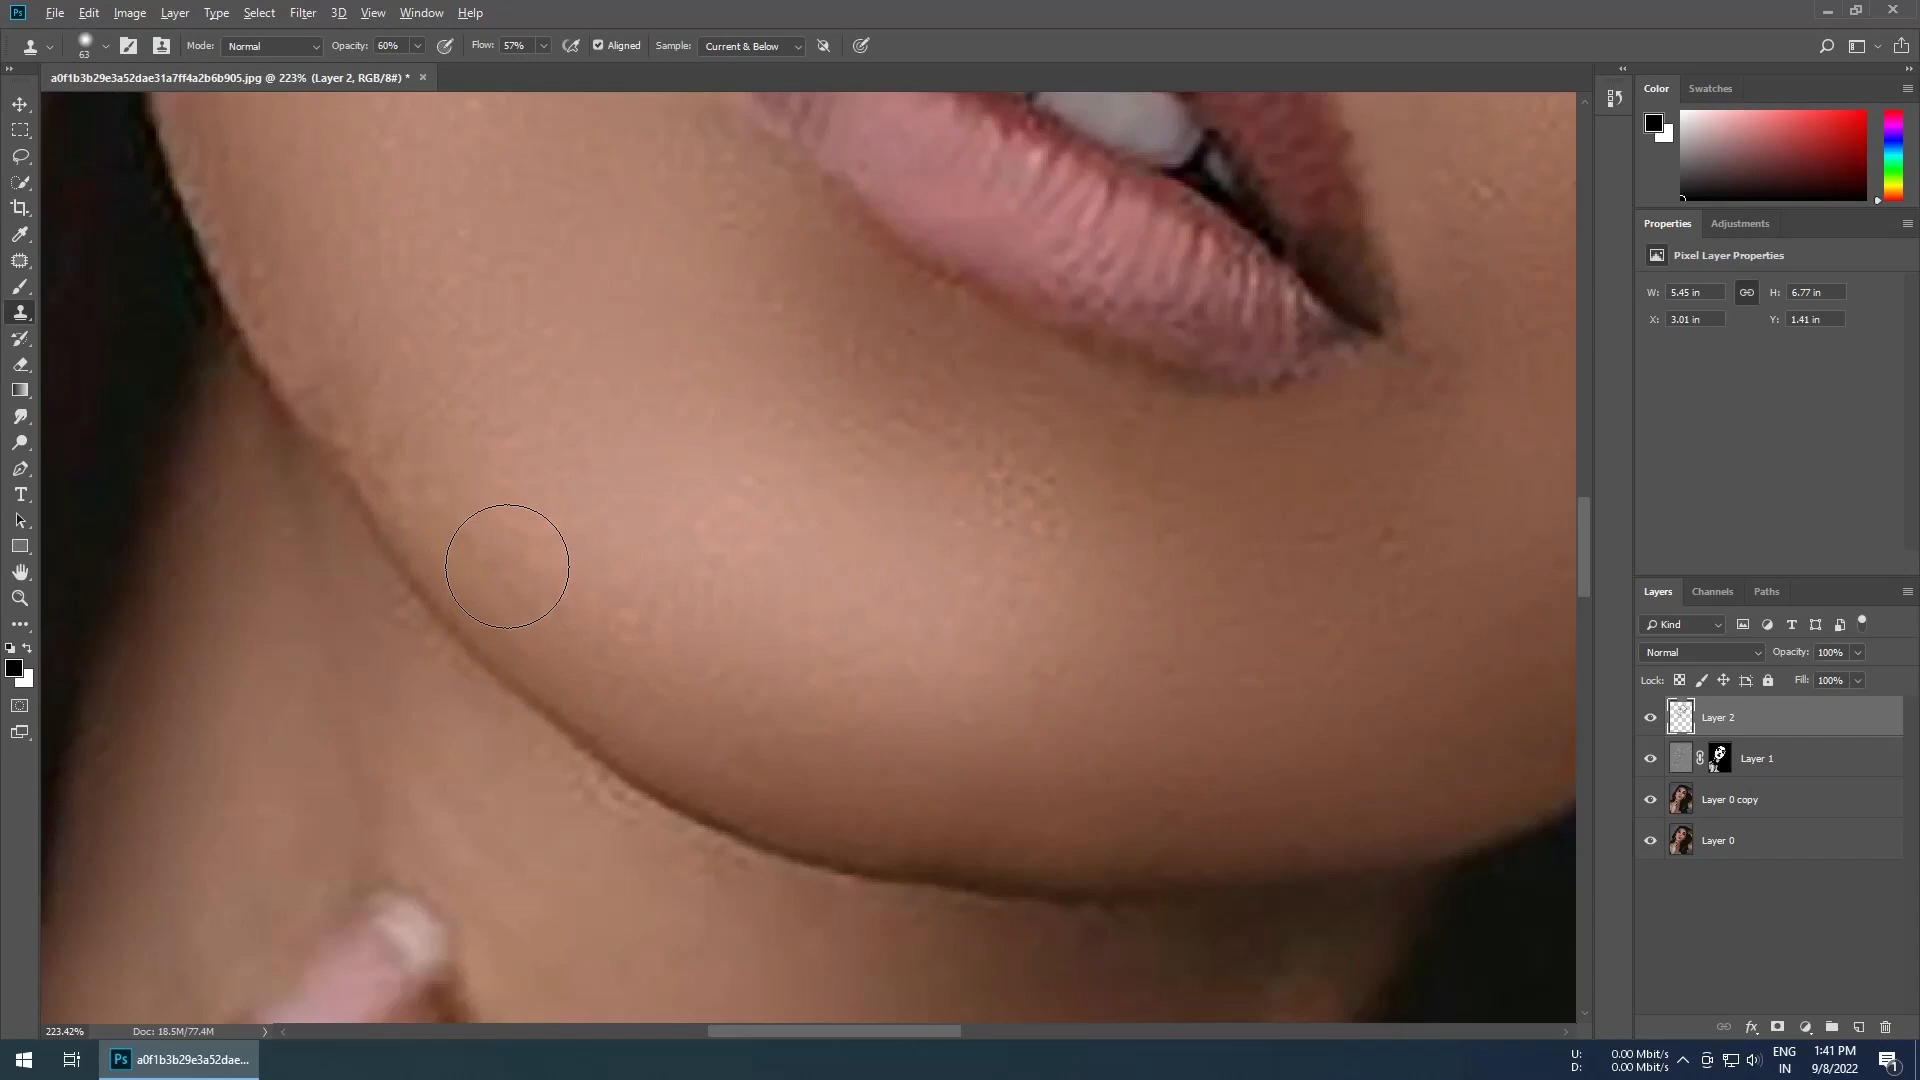 Ps File Edit Image Layer Type Select Filter 3D View Window Help
63 Mode: Normal Opacity: 60% Flow: 57% Aligned Sample: Current & Below
a0f1b3b29e3a52dae31a7ff4a2b6b905.jpg @ 223% (Layer 2, RGB/8#) * ×
Color Swatches
Properties Adjustments
Pixel Layer Properties
W: 5.45 in H: 6.77 in
X: 3.01 in Y: 1.41 in
Layers Channels Paths
Kind
Normal Opacity: 100%
Lock: Fill: 100%
Layer 2
Layer 1
Layer 0 copy
Layer 0
223.42% Doc: 18.5M/77.4M
Ps a0f1b3b29e3a52dae...
U: 0.00 Mbit/s
D: 0.00 Mbit/s
ENG
IN
1:41 PM
9/8/2022
1